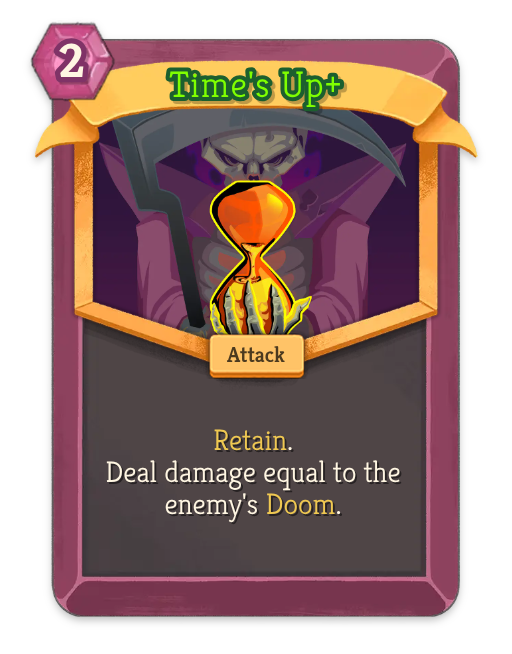 2
Time's Up+
Attack
Retain.
Deal damage equal to the
enemy's Doom.